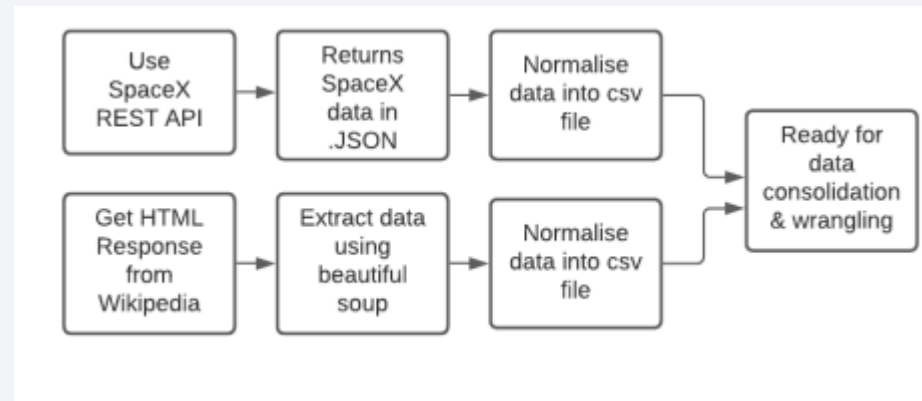 Use
SpaceX
REST API
Returns
SpaceX
data in
.JSON
Normalise
data into csv
file
Ready for
data
consolidation
& wrangling
Get HTML
Response
from
Wikipedia
Extract data
using
beautiful
soup
Normalise
data into csv
file